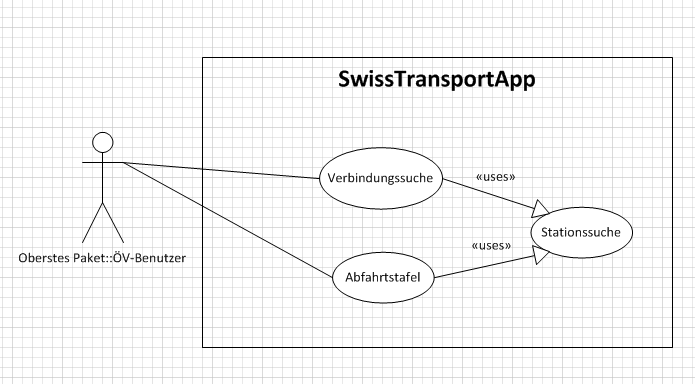 SwissTransportApp
Verbindungssuche
«uses»
Stationssuche
«uses»
Abfahrtstafel
Oberstes Paket::ÖV-Benutzer